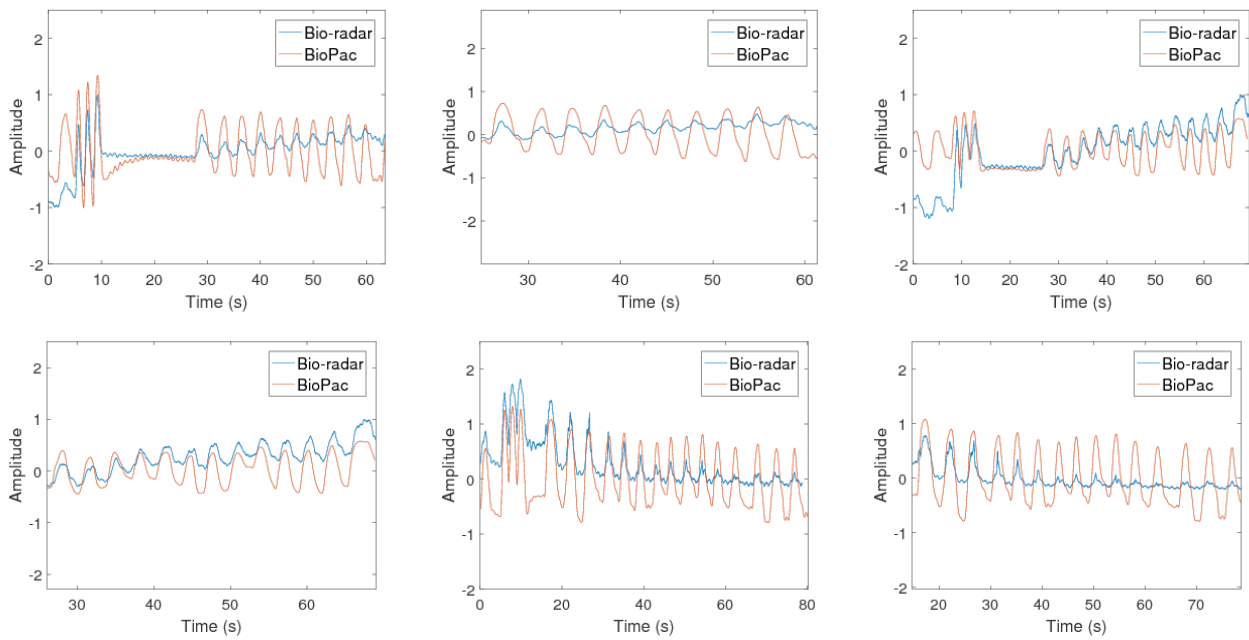 2
1
0
-1
-2
Amplitude
0 10 20 30 40 50 60
Time (s)
Bio-radar
BioPac
2
1
0
-1
-2
Amplitude
30 40 50 60
Time (s)
Bio-radar
BioPac
2
1
0
-1
-2
Amplitude
0 10 20 30 40 50 60
Time (s)
Bio-radar
BioPac
2
1
0
-1
-2
Amplitude
30 40 50 60
Time (s)
Bio-radar
BioPac
2
1
0
-1
-2
Amplitude
0 20 40 60 80
Time (s)
Bio-radar
BioPac
2
1
0
-1
-2
Amplitude
20 30 40 50 60 70
Time (s)
Bio-radar
BioPac